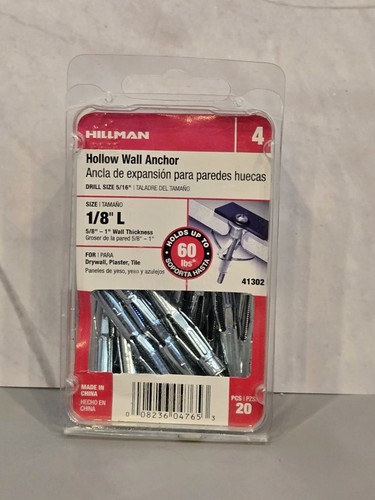 HILLMAN
4
Hollow Wall Anchor
Ancla de expansión para paredes huecas
DRILL SIZE 5/16" | TALADRE DEL TAMAÑO
SIZE | TAMAÑO
1/8" L
5/8" – 1" Wall Thickness
Groser de la pared 5/8" – 1"
FOR | PARA
Drywall, Plaster, Tile
Paneles de yeso, yeso y azulejos
HOLDS UP TO
60
lbs*
SOPORTA HASTA
41302
MADE IN
CHINA
HECHO EN
CHINA
0 08236 04765 3
PCS | PZS
20